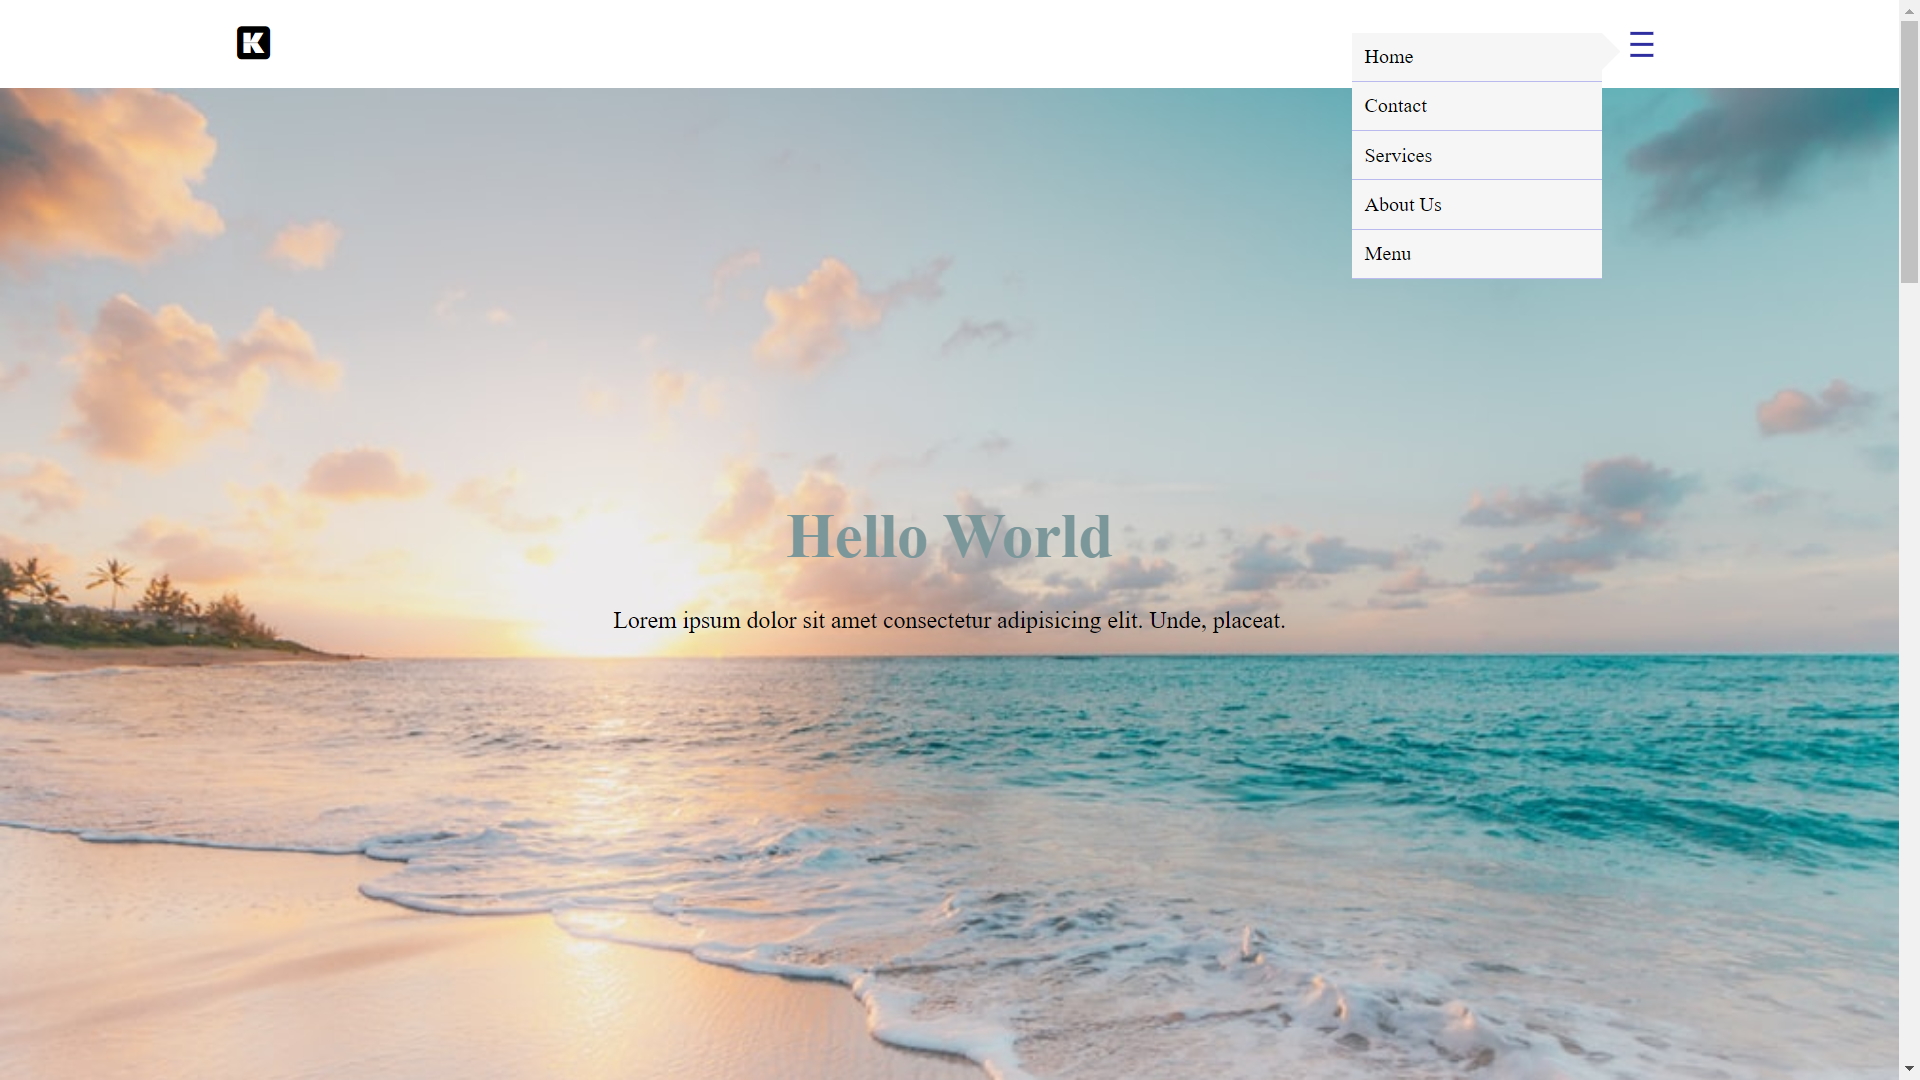 K
Home
Contact
Services
About Us
Menu
Hello World
Lorem ipsum dolor sit amet consectetur adipisicing elit. Unde, placeat.